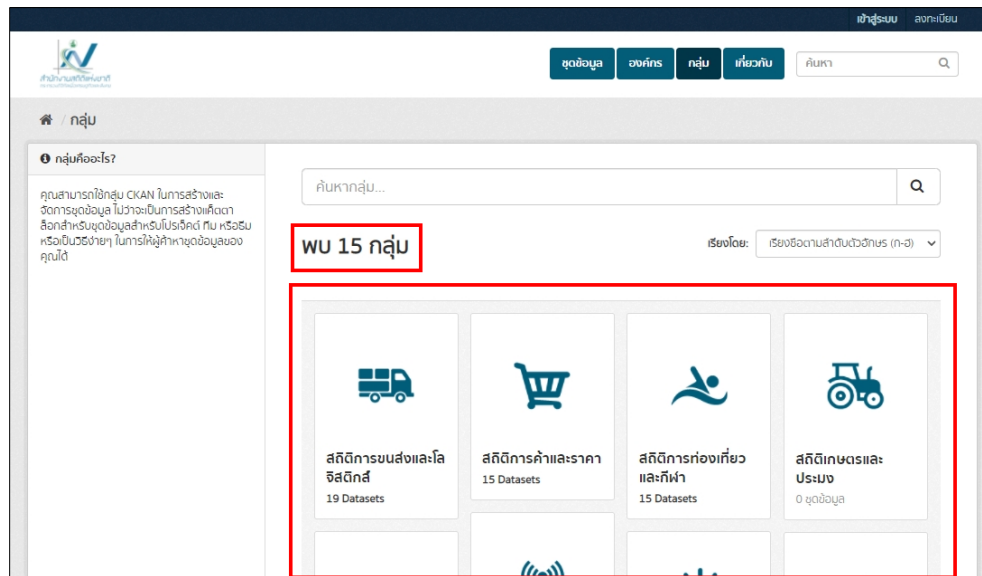 เข้าสู่ระบบ ลงทะเบียน
สำนักงานสถิติแห่งชาติ
ชุดข้อมูล องค์กร กลุ่ม เกี่ยวกับ ค้นหา
/ กลุ่ม
กลุ่มคืออะไร?
คุณสามารถใช้กลุ่ม CKAN ในการสร้างและ
จัดการชุดข้อมูล ไม่ว่าจะเป็นการสร้างแค็ตตา
ล็อกสำหรับชุดข้อมูลสำหรับโปรเจ็คต์ ทีม หรือธีม
หรือเป็นวิธีง่ายๆ ในการให้ผู้ค้าหาชุดข้อมูลของ
คุณได้
ค้นหากลุ่ม...
พบ 15 กลุ่ม
เรียงโดย: เรียงชื่อตามลำดับตัวอักษร (ก-ฮ)
สถิติการขนส่งและโล
จิสติกส์
19 Datasets
สถิติการค้าและราคา
15 Datasets
สถิติการท่องเที่ยว
และกีฬา
15 Datasets
สถิติเกษตรและ
ประมง
0 ชุดข้อมูล